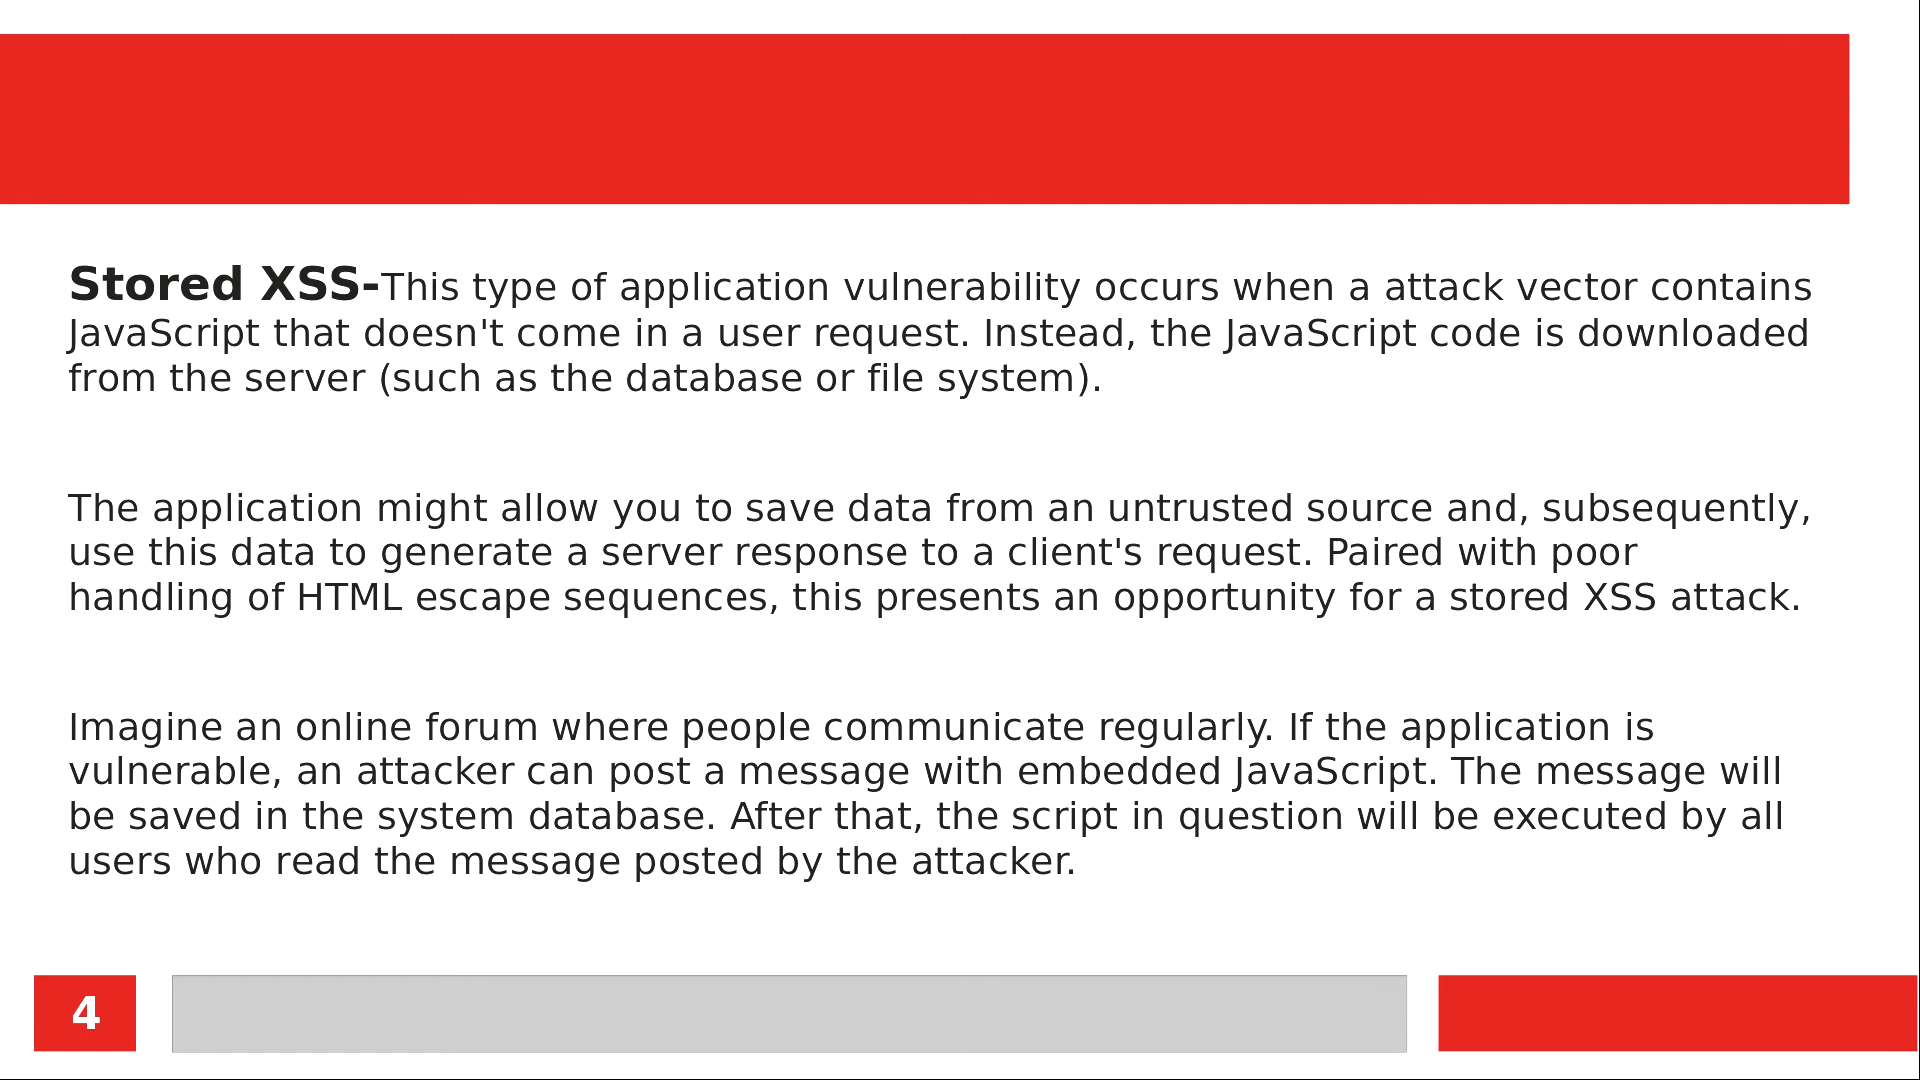 Stored XSS-This type of application vulnerability occurs when a attack vector contains
JavaScript that doesn't come in a user request. Instead, the JavaScript code is downloaded
from the server (such as the database or file system).
The application might allow you to save data from an untrusted source and, subsequently,
use this data to generate a server response to a client's request. Paired with poor
handling of HTML escape sequences, this presents an opportunity for a stored XSS attack.
Imagine an online forum where people communicate regularly. If the application is
vulnerable, an attacker can post a message with embedded JavaScript. The message will
be saved in the system database. After that, the script in question will be executed by all
users who read the message posted by the attacker.
4